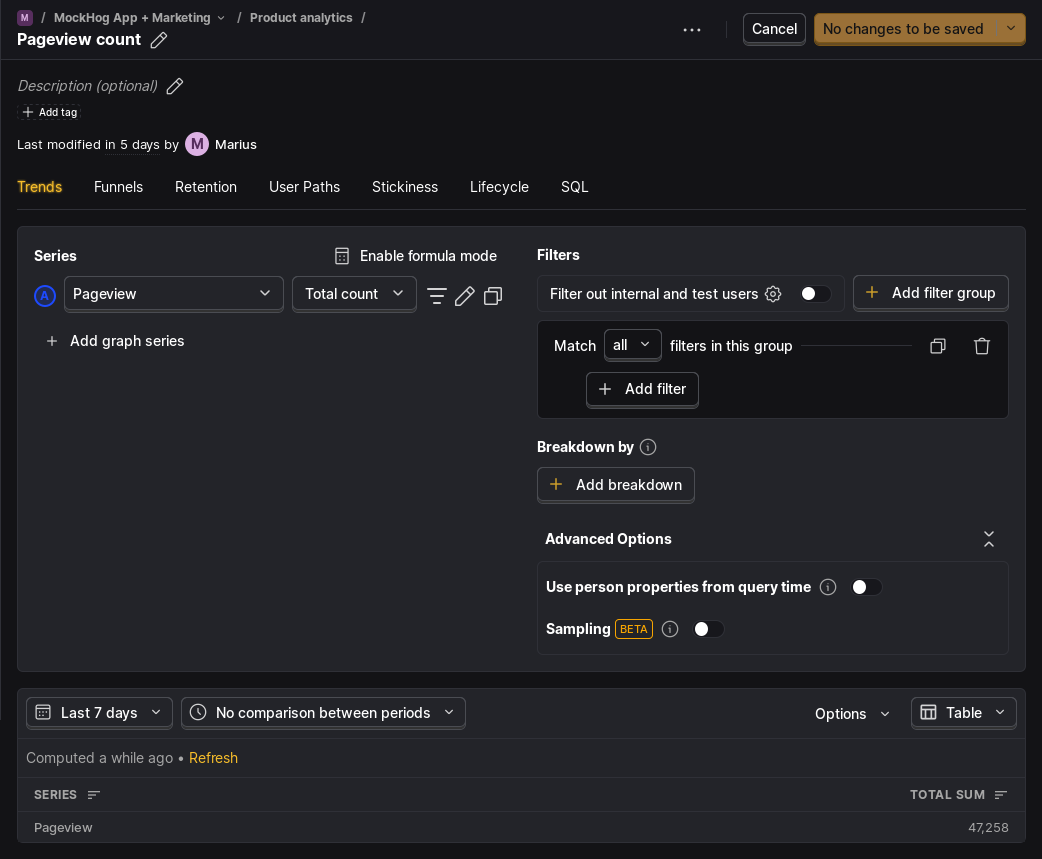 M / MockHog App + Marketing / Product analytics /
Pageview count
Cancel
No changes to be saved
Description (optional)
Add tag
Last modified in 5 days by M Marius
Trends Funnels Retention User Paths Stickiness Lifecycle SQL
Series
Enable formula mode
A Pageview Total count
Add graph series
Filters
Filter out internal and test users
Add filter group
Match all filters in this group
Add filter
Breakdown by
Add breakdown
Advanced Options
Use person properties from query time
Sampling BETA
Last 7 days No comparison between periods Options Table
Computed a while ago • Refresh
SERIES TOTAL SUM
Pageview 47,258